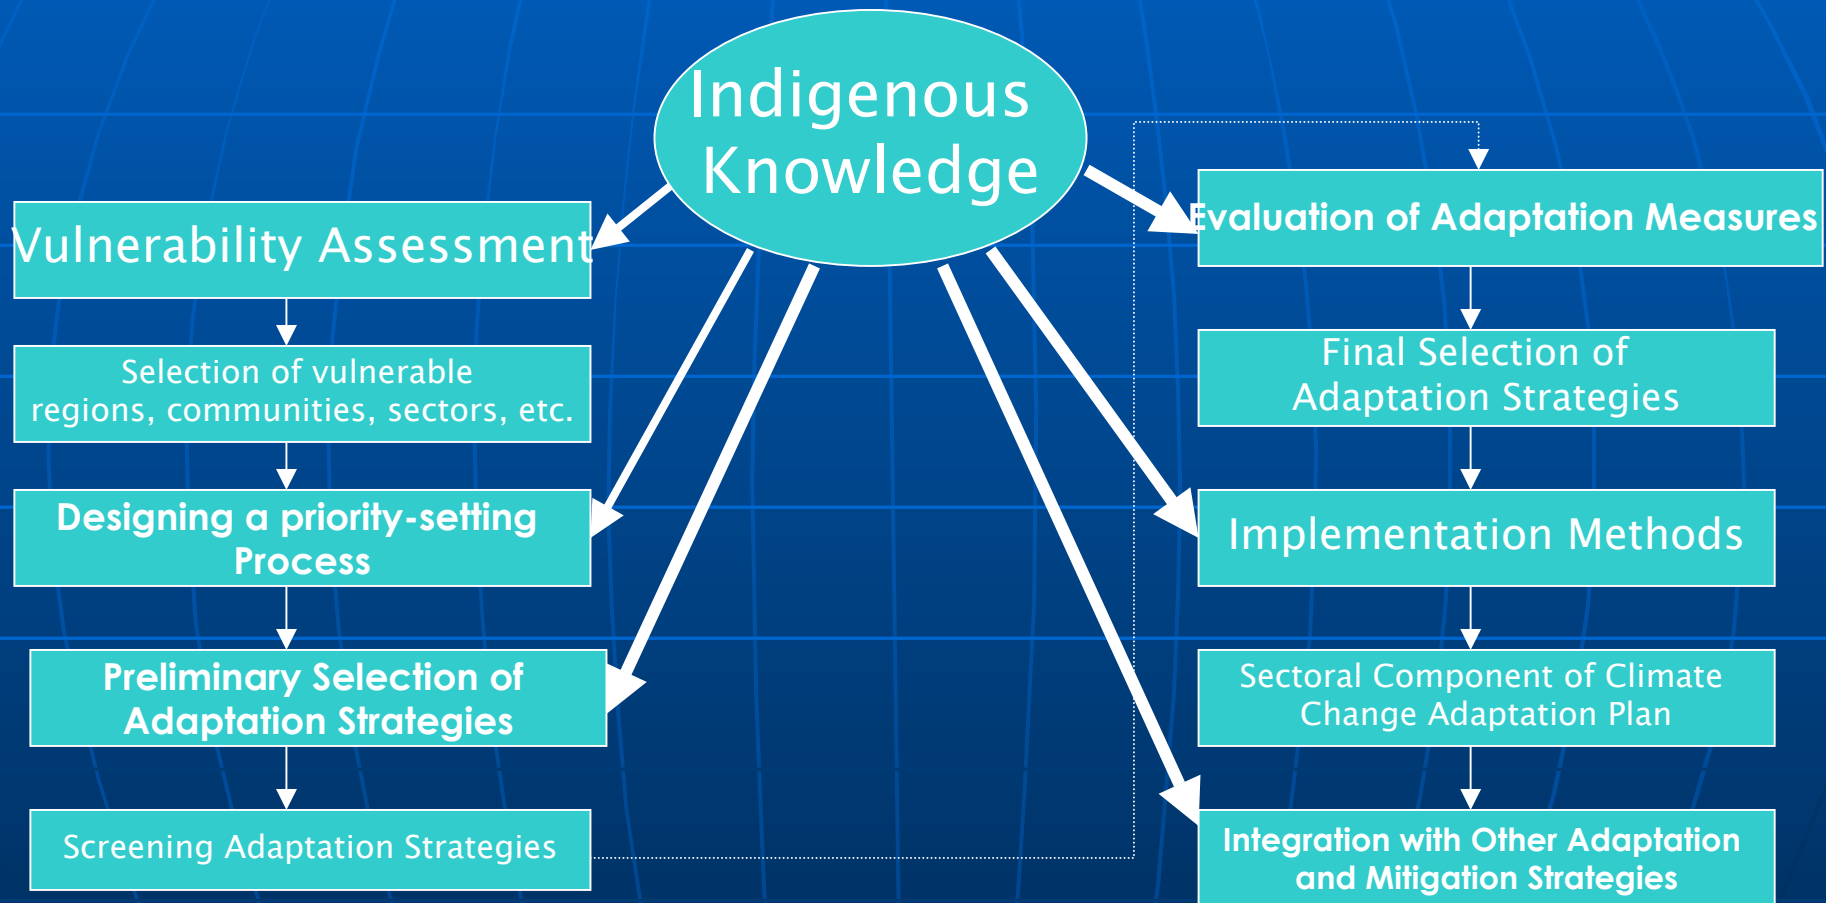 Indigenous
Knowledge
Vulnerability Assessment
Selection of vulnerable
regions, communities, sectors, etc.
Designing a priority-setting
Process
Preliminary Selection of
Adaptation Strategies
Screening Adaptation Strategies
Evaluation of Adaptation Measures
Final Selection of
Adaptation Strategies
Implementation Methods
Sectoral Component of Climate
Change Adaptation Plan
Integration with Other Adaptation
and Mitigation Strategies